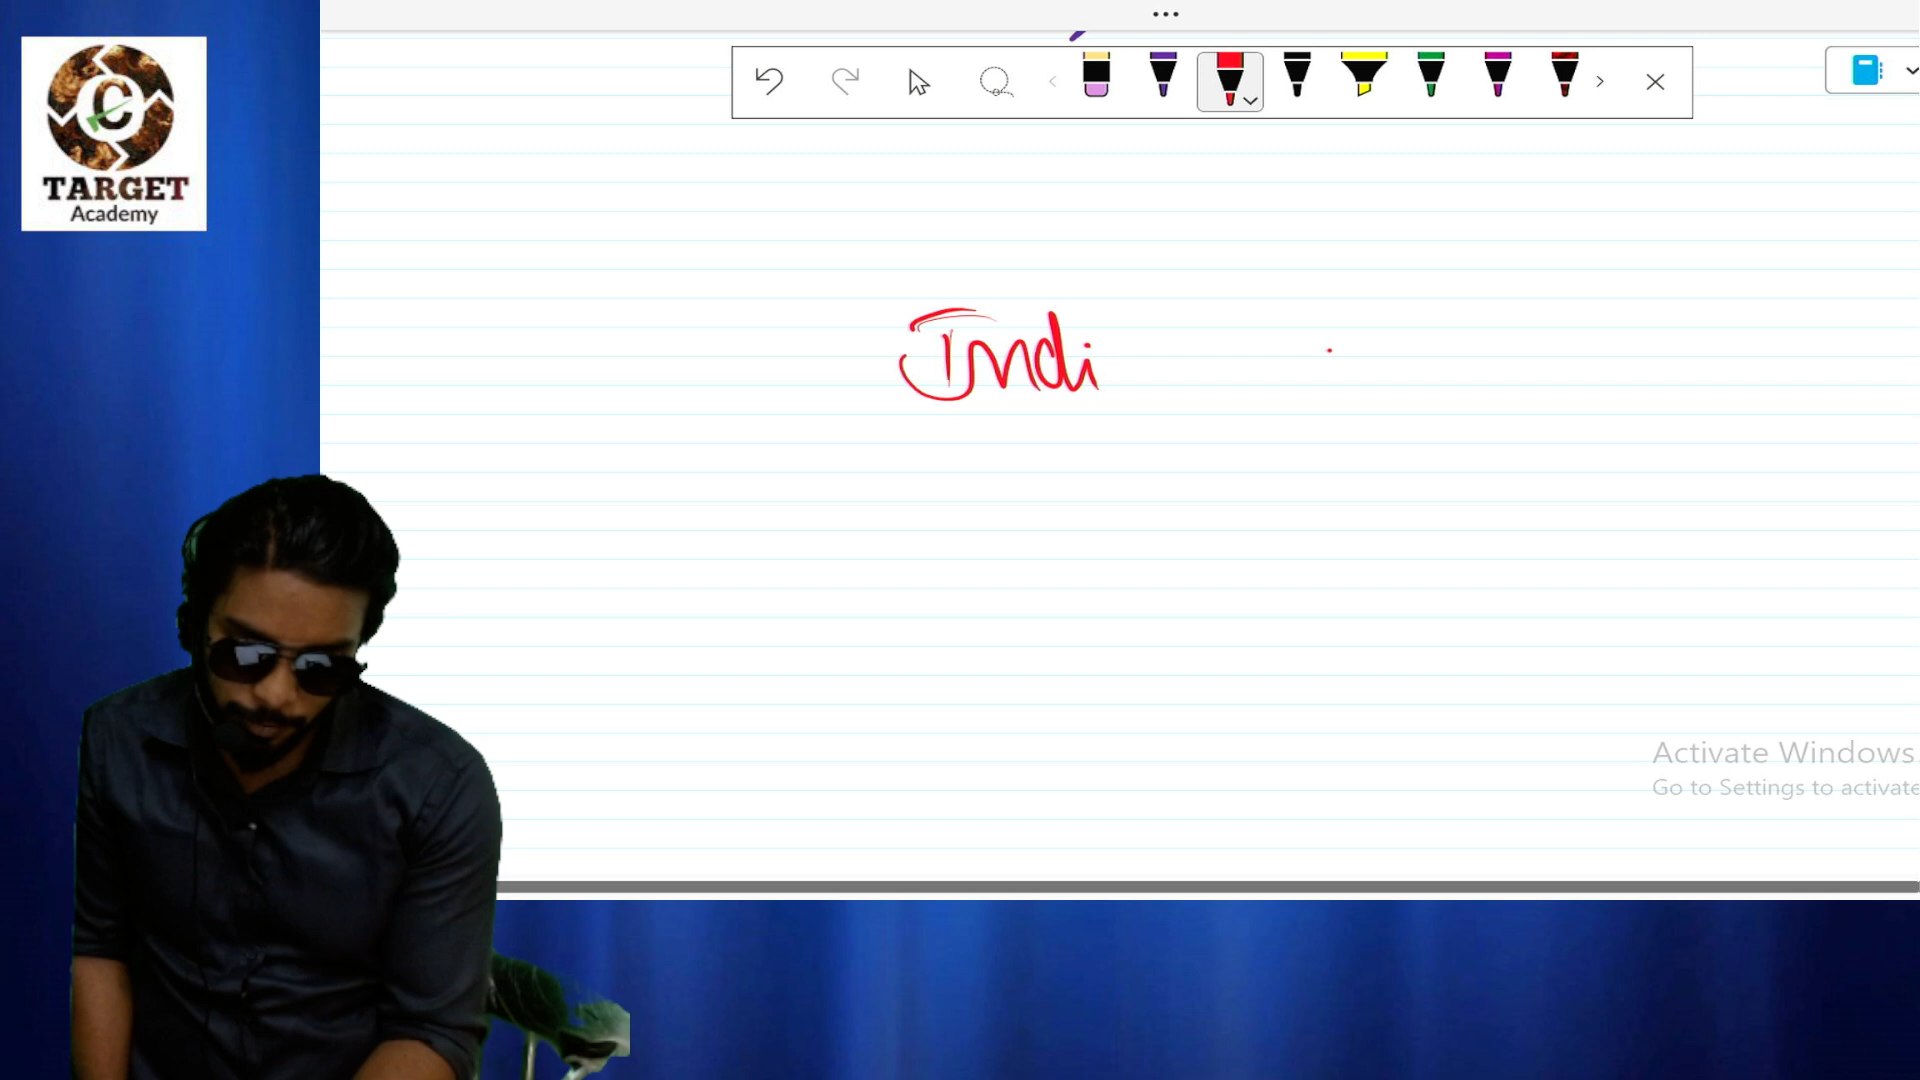 TARGET
Academy
Indi
Activate Windows
Go to Settings to activate